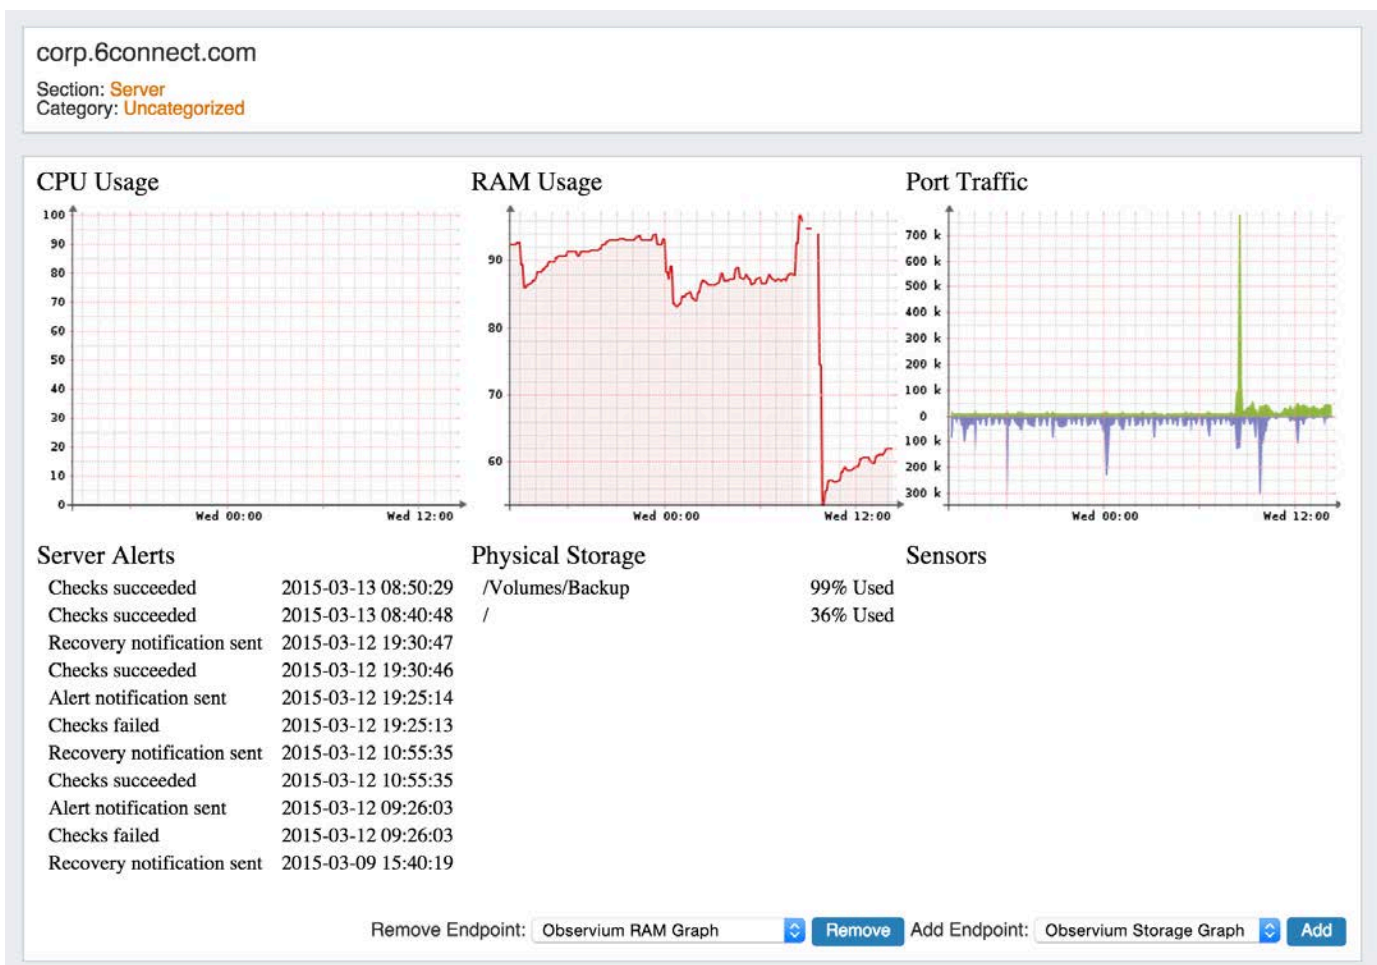 corp.6connect.com
Section: Server
Category: Uncategorized
CPU Usage
100
90
80
70
60
50
40
30
20
10
0
Wed 00:00 Wed 12:00
RAM Usage
90
80
70
60
Wed 00:00 Wed 12:00
Port Traffic
700 k
600 k
500 k
400 k
300 k
200 k
100 k
0
100 k
200 k
300 k
Wed 00:00 Wed 12:00
Server Alerts
Checks succeeded 2015-03-13 08:50:29
Checks succeeded 2015-03-13 08:40:48
Recovery notification sent 2015-03-12 19:30:47
Checks succeeded 2015-03-12 19:30:46
Alert notification sent 2015-03-12 19:25:14
Checks failed 2015-03-12 19:25:13
Recovery notification sent 2015-03-12 10:55:35
Checks succeeded 2015-03-12 10:55:35
Alert notification sent 2015-03-12 09:26:03
Checks failed 2015-03-12 09:26:03
Recovery notification sent 2015-03-09 15:40:19
Physical Storage
/Volumes/Backup 99% Used
/ 36% Used
Sensors
Remove Endpoint: Observium RAM Graph Remove Add Endpoint: Observium Storage Graph Add